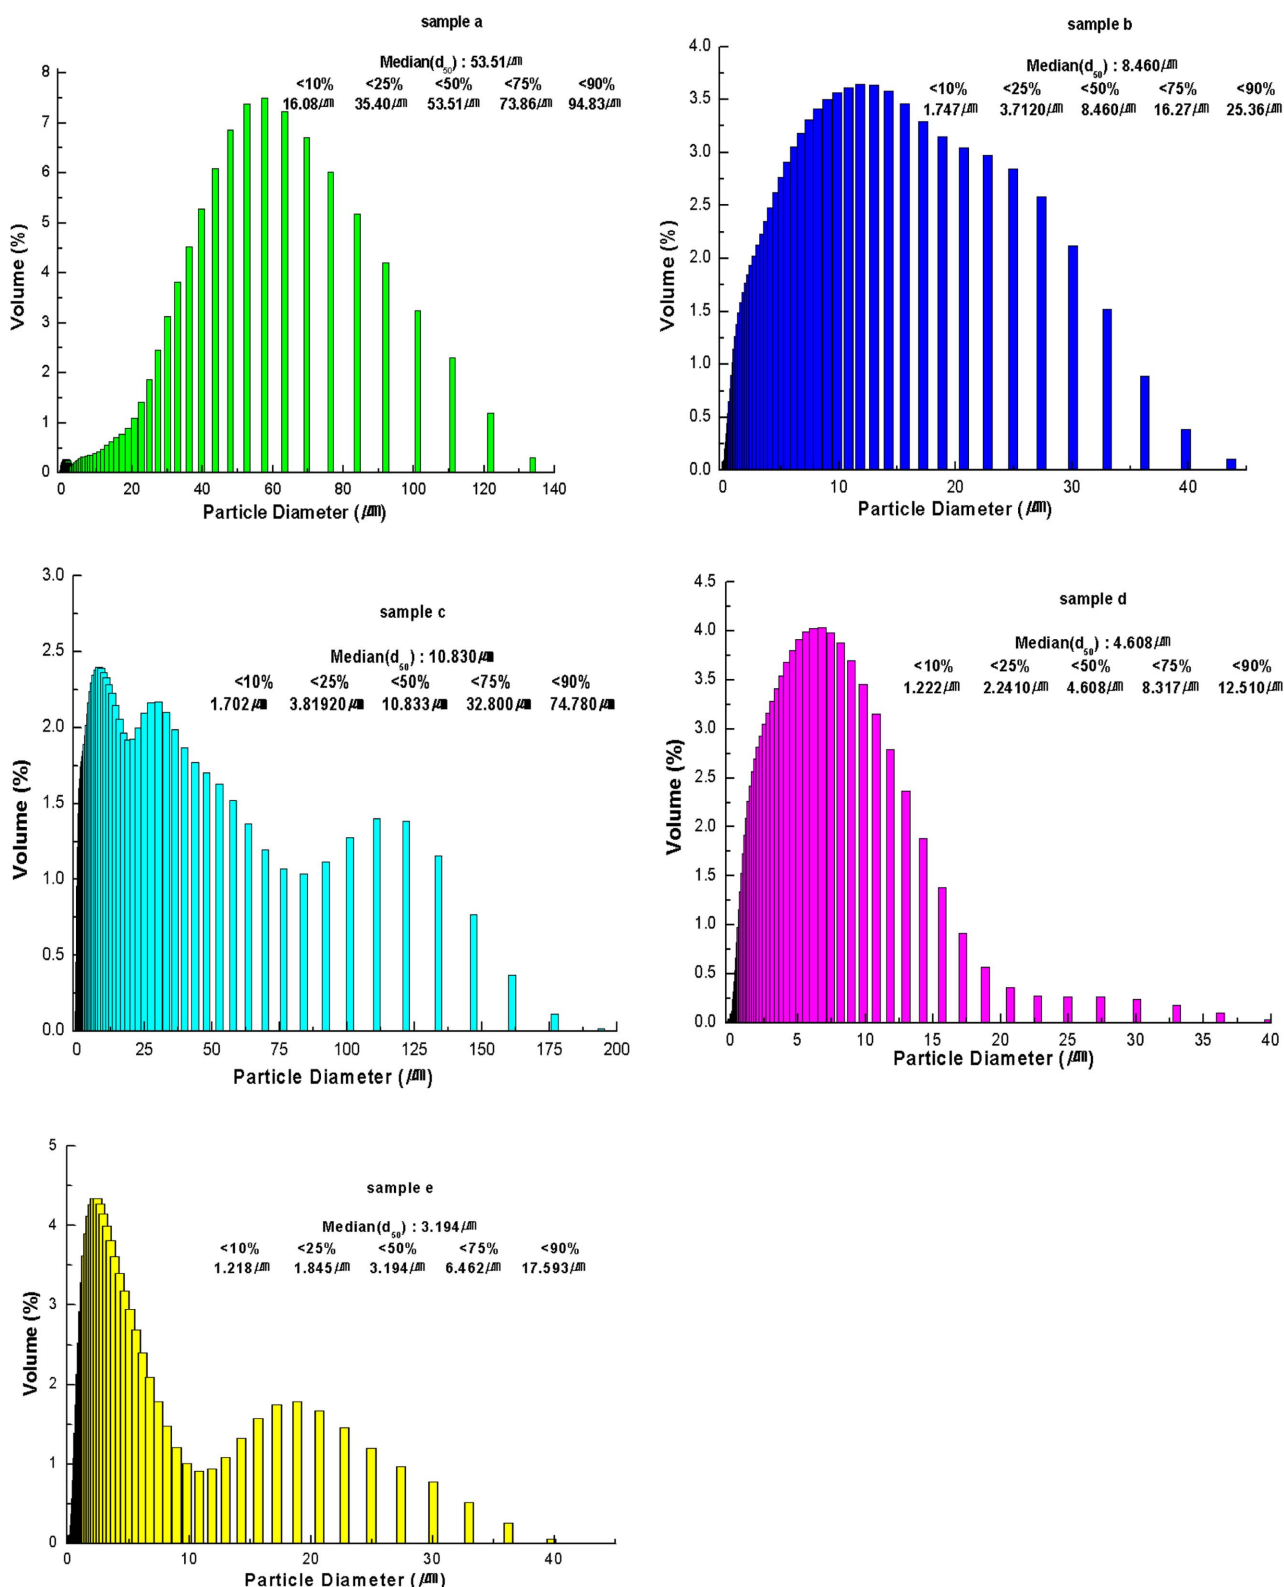 sample a
Median(d50) : 53.51㎛
<10% <25% <50% <75% <90%
16.08㎛ 35.40㎛ 53.51㎛ 73.86㎛ 94.83㎛
8
7
6
5
4
3
2
1
0
Volume (%)
0 20 40 60 80 100 120 140
Particle Diameter (㎛)
sample b
Median(d50) : 8.460㎛
<10% <25% <50% <75% <90%
1.747㎛ 3.7120㎛ 8.460㎛ 16.27㎛ 25.36㎛
4.0
3.5
3.0
2.5
2.0
1.5
1.0
0.5
0.0
Volume (%)
0 10 20 30 40
Particle Diameter (㎛)
sample c
Median(d50) : 10.830㎛
<10% <25% <50% <75% <90%
1.702㎛ 3.81920㎛ 10.833㎛ 32.800㎛ 74.780㎛
3.0
2.5
2.0
1.5
1.0
0.5
0.0
Volume (%)
0 25 50 75 100 125 150 175 200
Particle Diameter (㎛)
sample d
Median(d50) : 4.608㎛
<10% <25% <50% <75% <90%
1.222㎛ 2.2410㎛ 4.608㎛ 8.317㎛ 12.510㎛
4.5
4.0
3.5
3.0
2.5
2.0
1.5
1.0
0.5
0.0
Volume (%)
0 5 10 15 20 25 30 35 40
Particle Diameter (㎛)
sample e
Median(d50) : 3.194㎛
<10% <25% <50% <75% <90%
1.218㎛ 1.845㎛ 3.194㎛ 6.462㎛ 17.593㎛
5
4
3
2
1
0
Volume (%)
0 10 20 30 40
Particle Diameter (㎛)